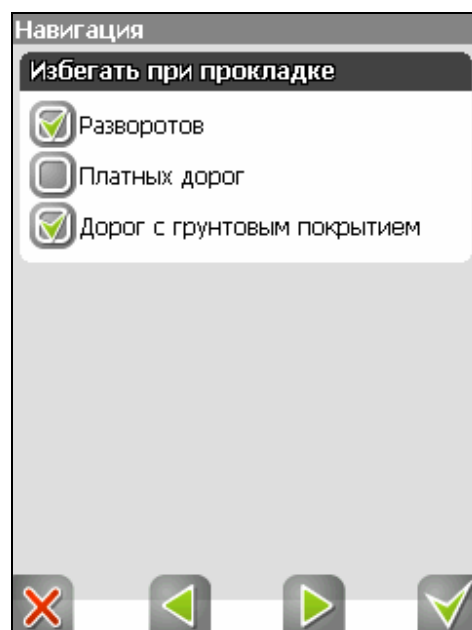 Навигация
Избегать при прокладке
Разворотов
Платных дорог
Дорог с грунтовым покрытием